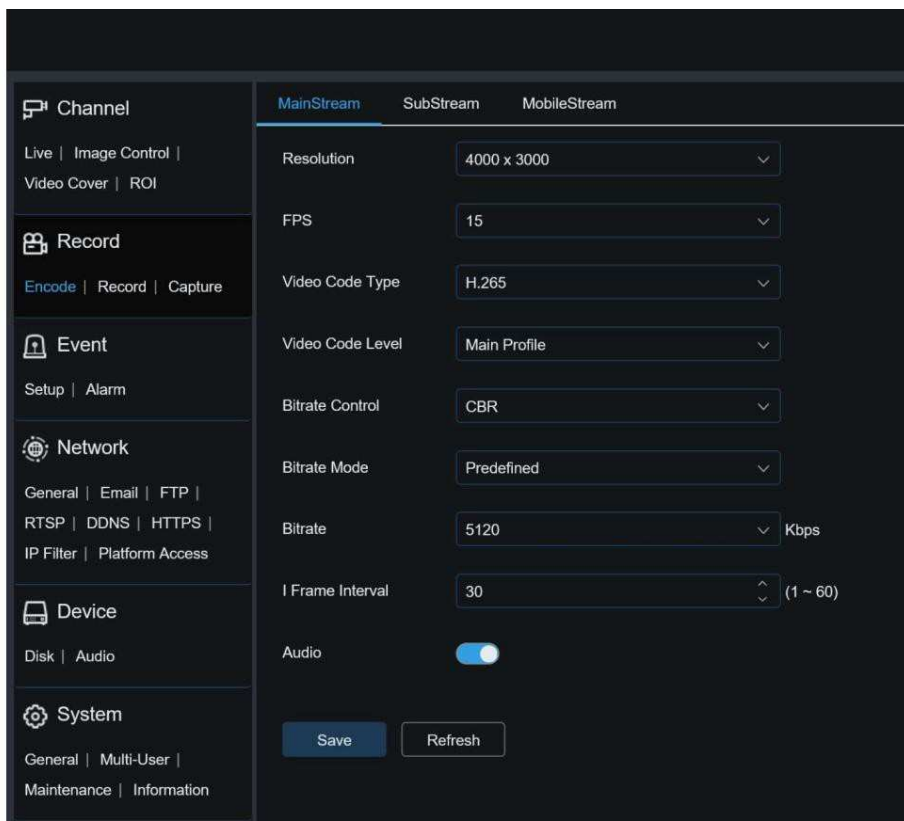 Channel
Live | Image Control |
Video Cover | ROI
Record
Encode | Record | Capture
Event
Setup | Alarm
Network
General | Email | FTP |
RTSP | DDNS | HTTPS |
IP Filter | Platform Access
Device
Disk | Audio
System
General | Multi-User |
Maintenance | Information
MainStream SubStream MobileStream
Resolution 4000 x 3000
FPS 15
Video Code Type H.265
Video Code Level Main Profile
Bitrate Control CBR
Bitrate Mode Predefined
Bitrate 5120 Kbps
I Frame Interval 30 (1 ~ 60)
Audio
Save Refresh